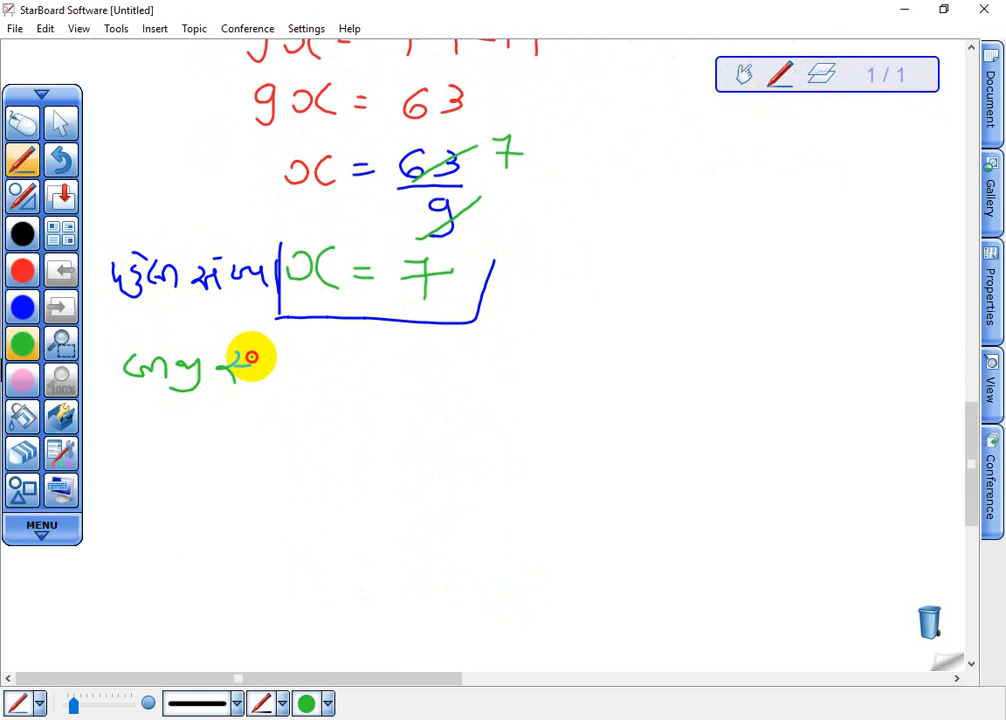 StarBoard Software [Untitled]
File Edit View Tools Insert Topic Conference Settings Help
1 / 1
9x = 63
x = 63/9 7
x = 7
100%
MENU
Document
Gallery
Properties
View
Conference